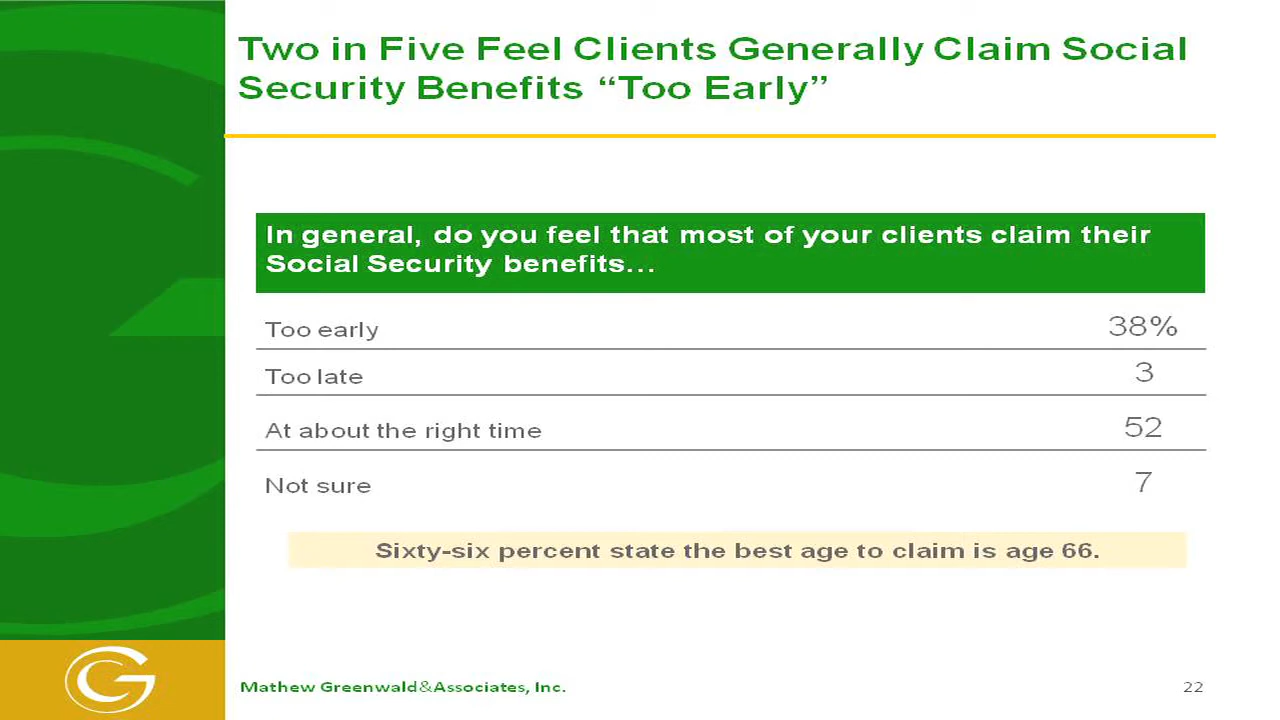 Two in Five Feel Clients Generally Claim Social
Security Benefits “Too Early”
In general, do you feel that most of your clients claim their
Social Security benefits…
Too early 38%
Too late 3
At about the right time 52
Not sure 7
Sixty-six percent state the best age to claim is age 66.
Mathew Greenwald&Associates, Inc. 22